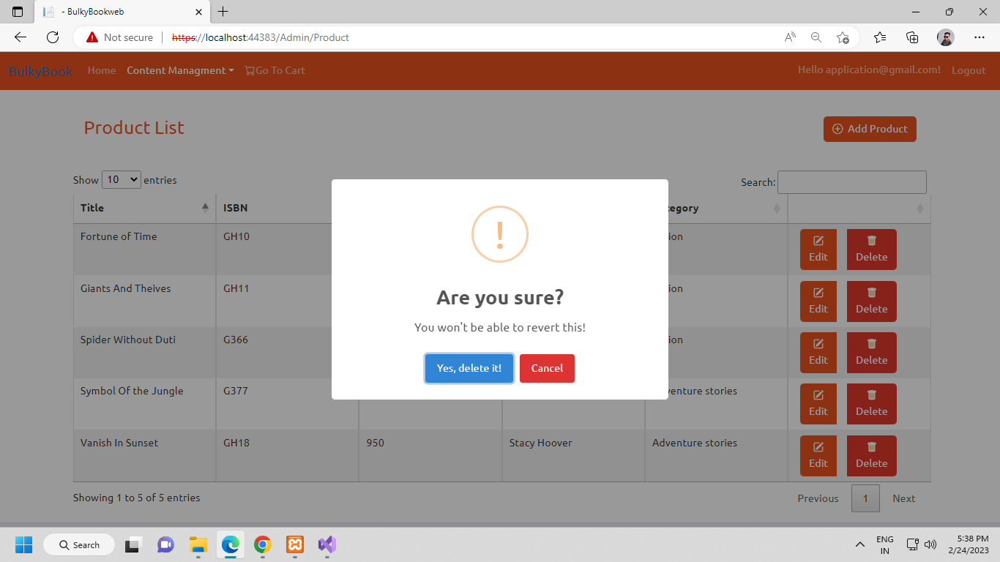 - BulkyBookweb
Not secure
https://localhost:44383/Admin/Product
BulkyBook Home Content Managment Go To Cart Hello application@gmail.com! Logout
Product List
Add Product
Show 10 entries
Search:
Title ISBN egory
Fortune of Time GH10 ion Edit Delete
Giants And Theives GH11 ion Edit Delete
Spider Without Duti G366 ion Edit Delete
Symbol Of the Jungle G377 venture stories Edit Delete
Vanish In Sunset GH18 950 Stacy Hoover Adventure stories Edit Delete
!
Are you sure?
You won't be able to revert this!
Yes, delete it! Cancel
Showing 1 to 5 of 5 entries
Previous 1 Next
Search
ENG
IN
5:38 PM
2/24/2023